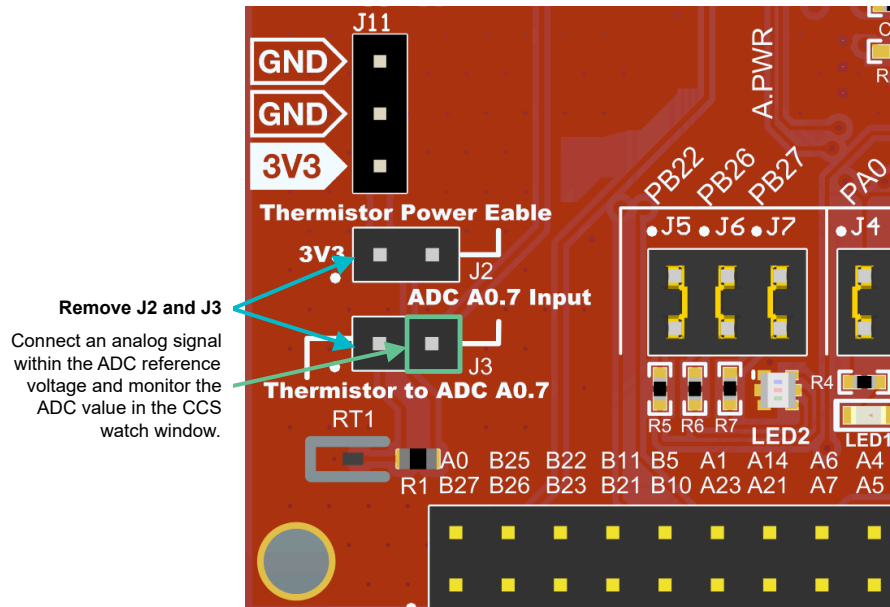 J11
GND
GND
3V3
A.PWR
C
R
PB22 PB26 PB27 PA0
J5 J6 J7 J4
Thermistor Power Eable
3V3
J2
ADC A0.7 Input
Remove J2 and J3
Connect an analog signal
within the ADC reference
voltage and monitor the
ADC value in the CCS
watch window.
J3
Thermistor to ADC A0.7
RT1
R4
R5 R6 R7
LED2 LED1
A0 B25 B22 B11 B5 A1 A14 A6 A4
R1 B27 B26 B23 B21 B10 A23 A21 A7 A5